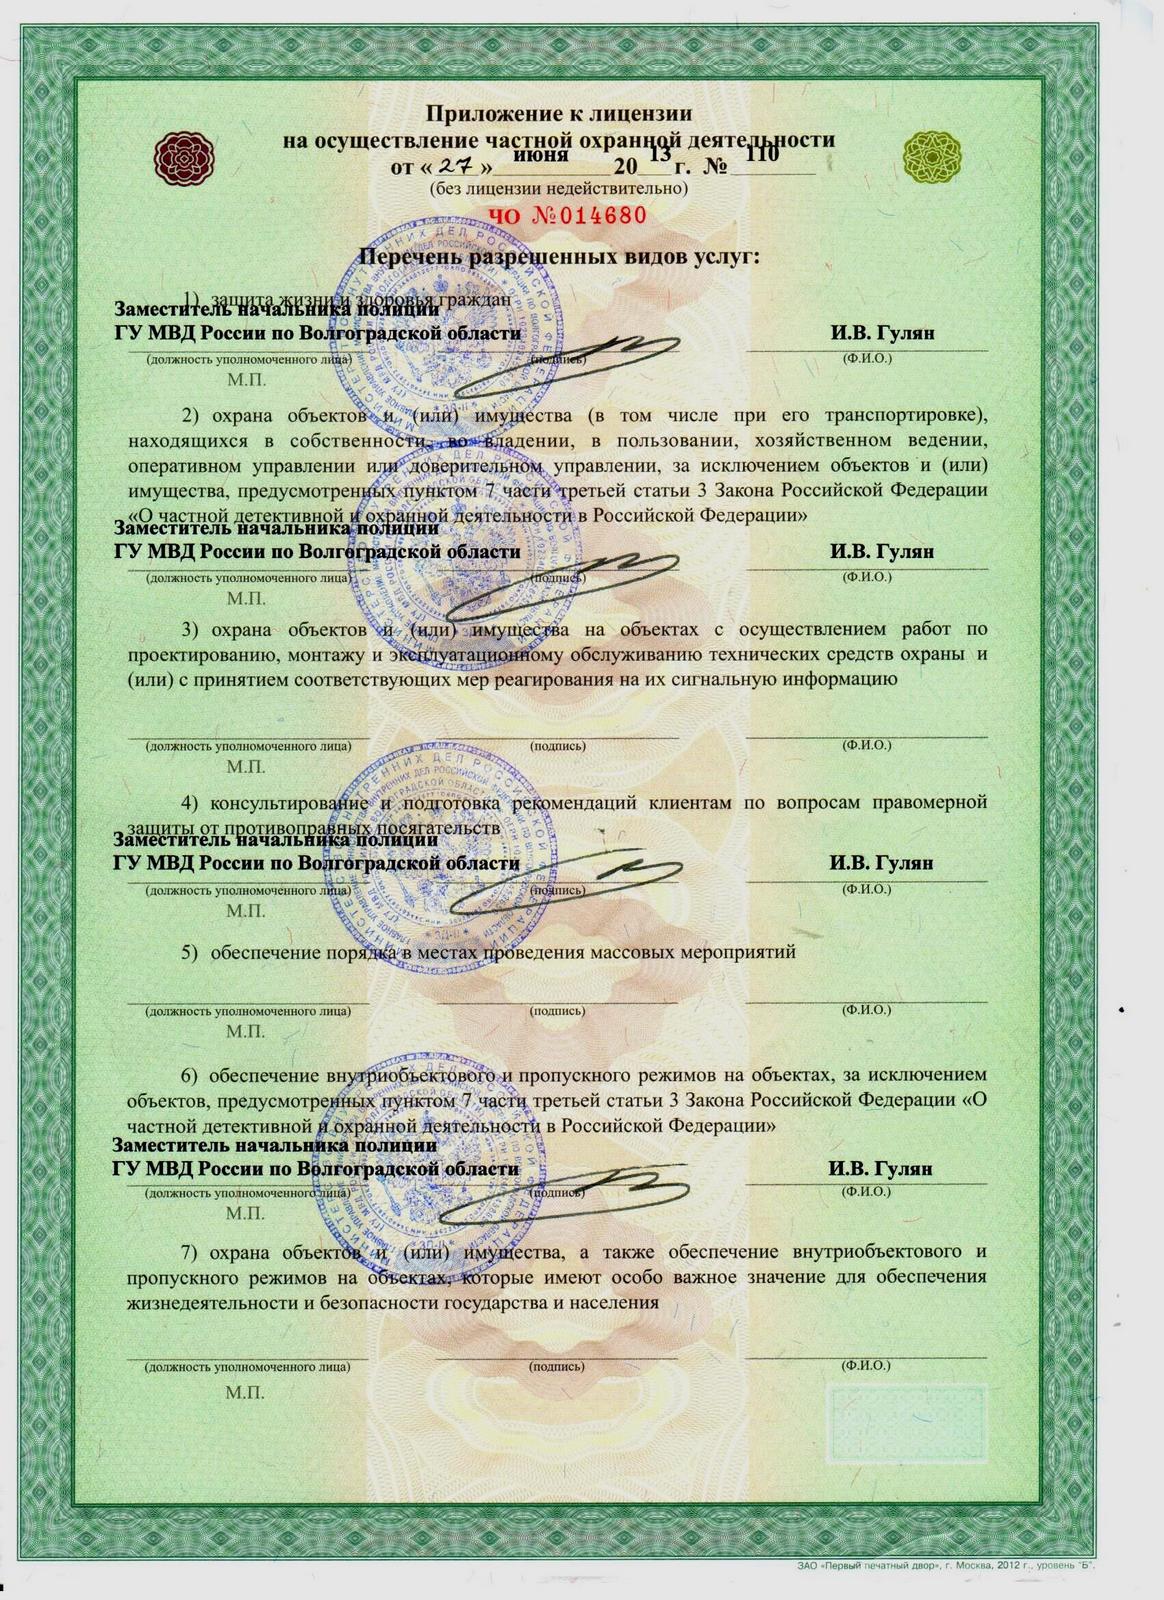 Приложение к лицензии
на осуществление частной охранной деятельности
от « 27 » июня 20 13 г. № 110
(без лицензии недействительно)
ЧО №014680
Перечень разрешенных видов услуг:
1) защита жизни и здоровья граждан
Заместитель начальника полиции
ГУ МВД России по Волгоградской области И.В. Гулян
(должность уполномоченного лица) (подпись) (Ф.И.О.)
М.П.
2) охрана объектов и (или) имущества (в том числе при его транспортировке),
находящихся в собственности, во владении, в пользовании, хозяйственном ведении,
оперативном управлении или доверительном управлении, за исключением объектов и (или)
имущества, предусмотренных пунктом 7 части третьей статьи 3 Закона Российской Федерации
«О частной детективной и охранной деятельности в Российской Федерации»
Заместитель начальника полиции
ГУ МВД России по Волгоградской области И.В. Гулян
(должность уполномоченного лица) (подпись) (Ф.И.О.)
М.П.
3) охрана объектов и (или) имущества на объектах с осуществлением работ по
проектированию, монтажу и эксплуатационному обслуживанию технических средств охраны и
(или) с принятием соответствующих мер реагирования на их сигнальную информацию
(должность уполномоченного лица) (подпись) (Ф.И.О.)
М.П.
4) консультирование и подготовка рекомендаций клиентам по вопросам правомерной
защиты от противоправных посягательств
Заместитель начальника полиции
ГУ МВД России по Волгоградской области И.В. Гулян
(должность уполномоченного лица) (подпись) (Ф.И.О.)
М.П.
5) обеспечение порядка в местах проведения массовых мероприятий
(должность уполномоченного лица) (подпись) (Ф.И.О.)
М.П.
6) обеспечение внутриобъектового и пропускного режимов на объектах, за исключением
объектов, предусмотренных пунктом 7 части третьей статьи 3 Закона Российской Федерации «О
частной детективной и охранной деятельности в Российской Федерации»
Заместитель начальника полиции
ГУ МВД России по Волгоградской области И.В. Гулян
(должность уполномоченного лица) (подпись) (Ф.И.О.)
М.П.
7) охрана объектов и (или) имущества, а также обеспечение внутриобъектового и
пропускного режимов на объектах, которые имеют особо важное значение для обеспечения
жизнедеятельности и безопасности государства и населения
(должность уполномоченного лица) (подпись) (Ф.И.О.)
М.П.
ЗАО «Первый печатный двор», г. Москва, 2012 г., уровень "Б".